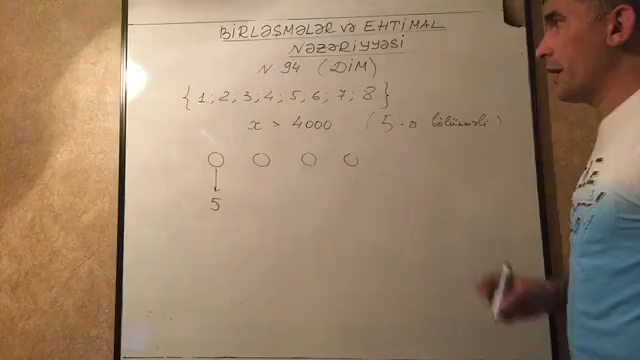 BİRLƏŞMƏLƏR VƏ EHTİMAL
NƏZƏRİYYƏSİ
N 94 (DİM)
{1; 2; 3; 4; 5; 6; 7; 8}
x > 4000 (5-ə bölünməli)
5